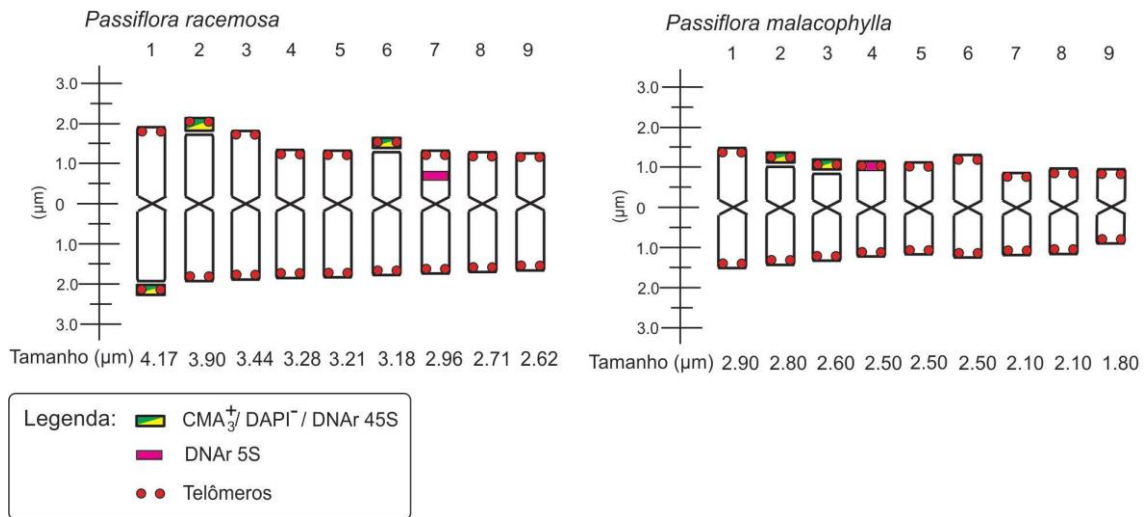 Passiflora racemosa
1 2 3 4 5 6 7 8 9
3.0
2.0
1.0
(µm)
0
1.0
2.0
3.0
Tamanho (µm) 4.17 3.90 3.44 3.28 3.21 3.18 2.96 2.71 2.62
Passiflora malacophylla
1 2 3 4 5 6 7 8 9
3.0
2.0
1.0
(µm)
0
1.0
2.0
3.0
Tamanho (µm) 2.90 2.80 2.60 2.50 2.50 2.50 2.10 2.10 1.80
Legenda: CMA₃⁺/ DAPI⁻ / DNAr 45S
DNAr 5S
Telômeros